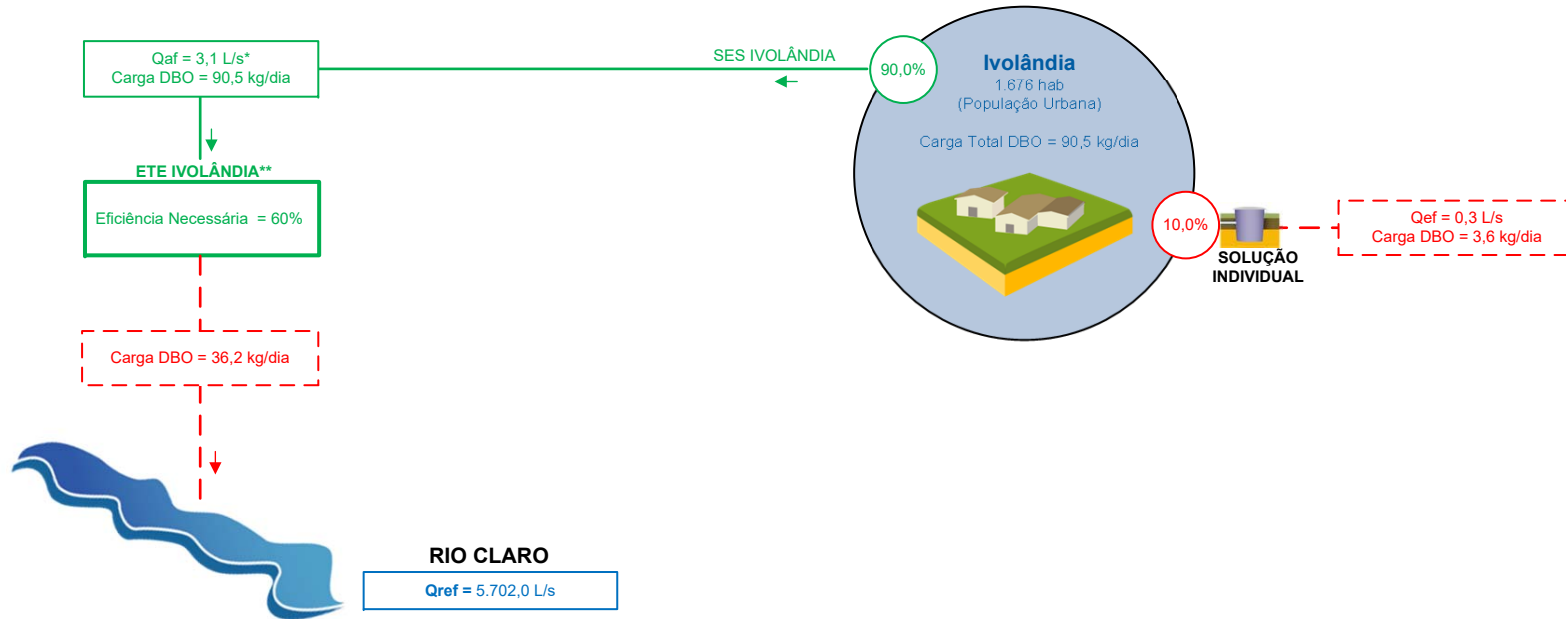 Qaf = 3,1 L/s*
Carga DBO = 90,5 kg/dia
SES IVOLÂNDIA
90,0%
Ivolândia
1.676 hab
(População Urbana)
Carga Total DBO = 90,5 kg/dia
ETE IVOLÂNDIA**
Eficiência Necessária = 60%
10,0%
SOLUÇÃO
INDIVIDUAL
Qef = 0,3 L/s
Carga DBO = 3,6 kg/dia
Carga DBO = 36,2 kg/dia
RIO CLARO
Qref = 5.702,0 L/s